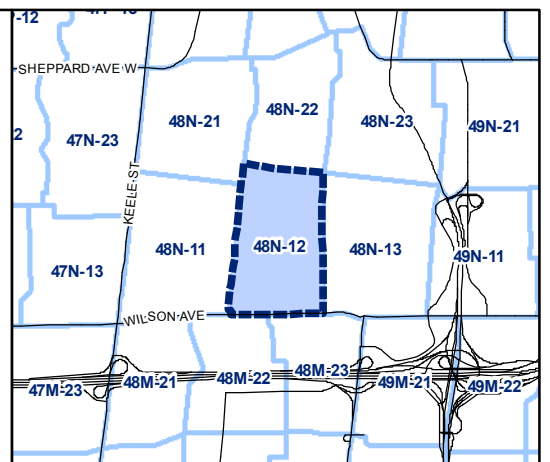 -12
SHEPPARD AVE W
48N-22
48N-21
48N-23
49N-21
2
47N-23
KEELE ST
48N-11
48N-12
48N-13
49N-11
47N-13
WILSON AVE
48M-23
47M-23
48M-21
48M-22
49M-21
49M-22